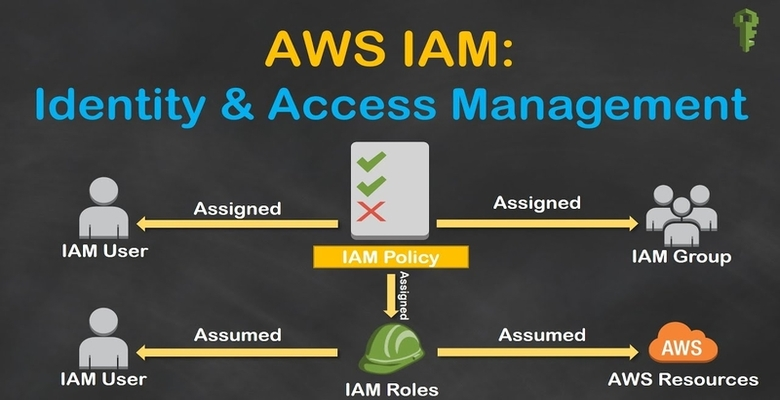 AWS IAM:
Identity & Access Management
Assigned
Assigned
IAM User
IAM Policy
IAM Group
Assigned
Assumed
Assumed
AWS
IAM User
IAM Roles
AWS Resources